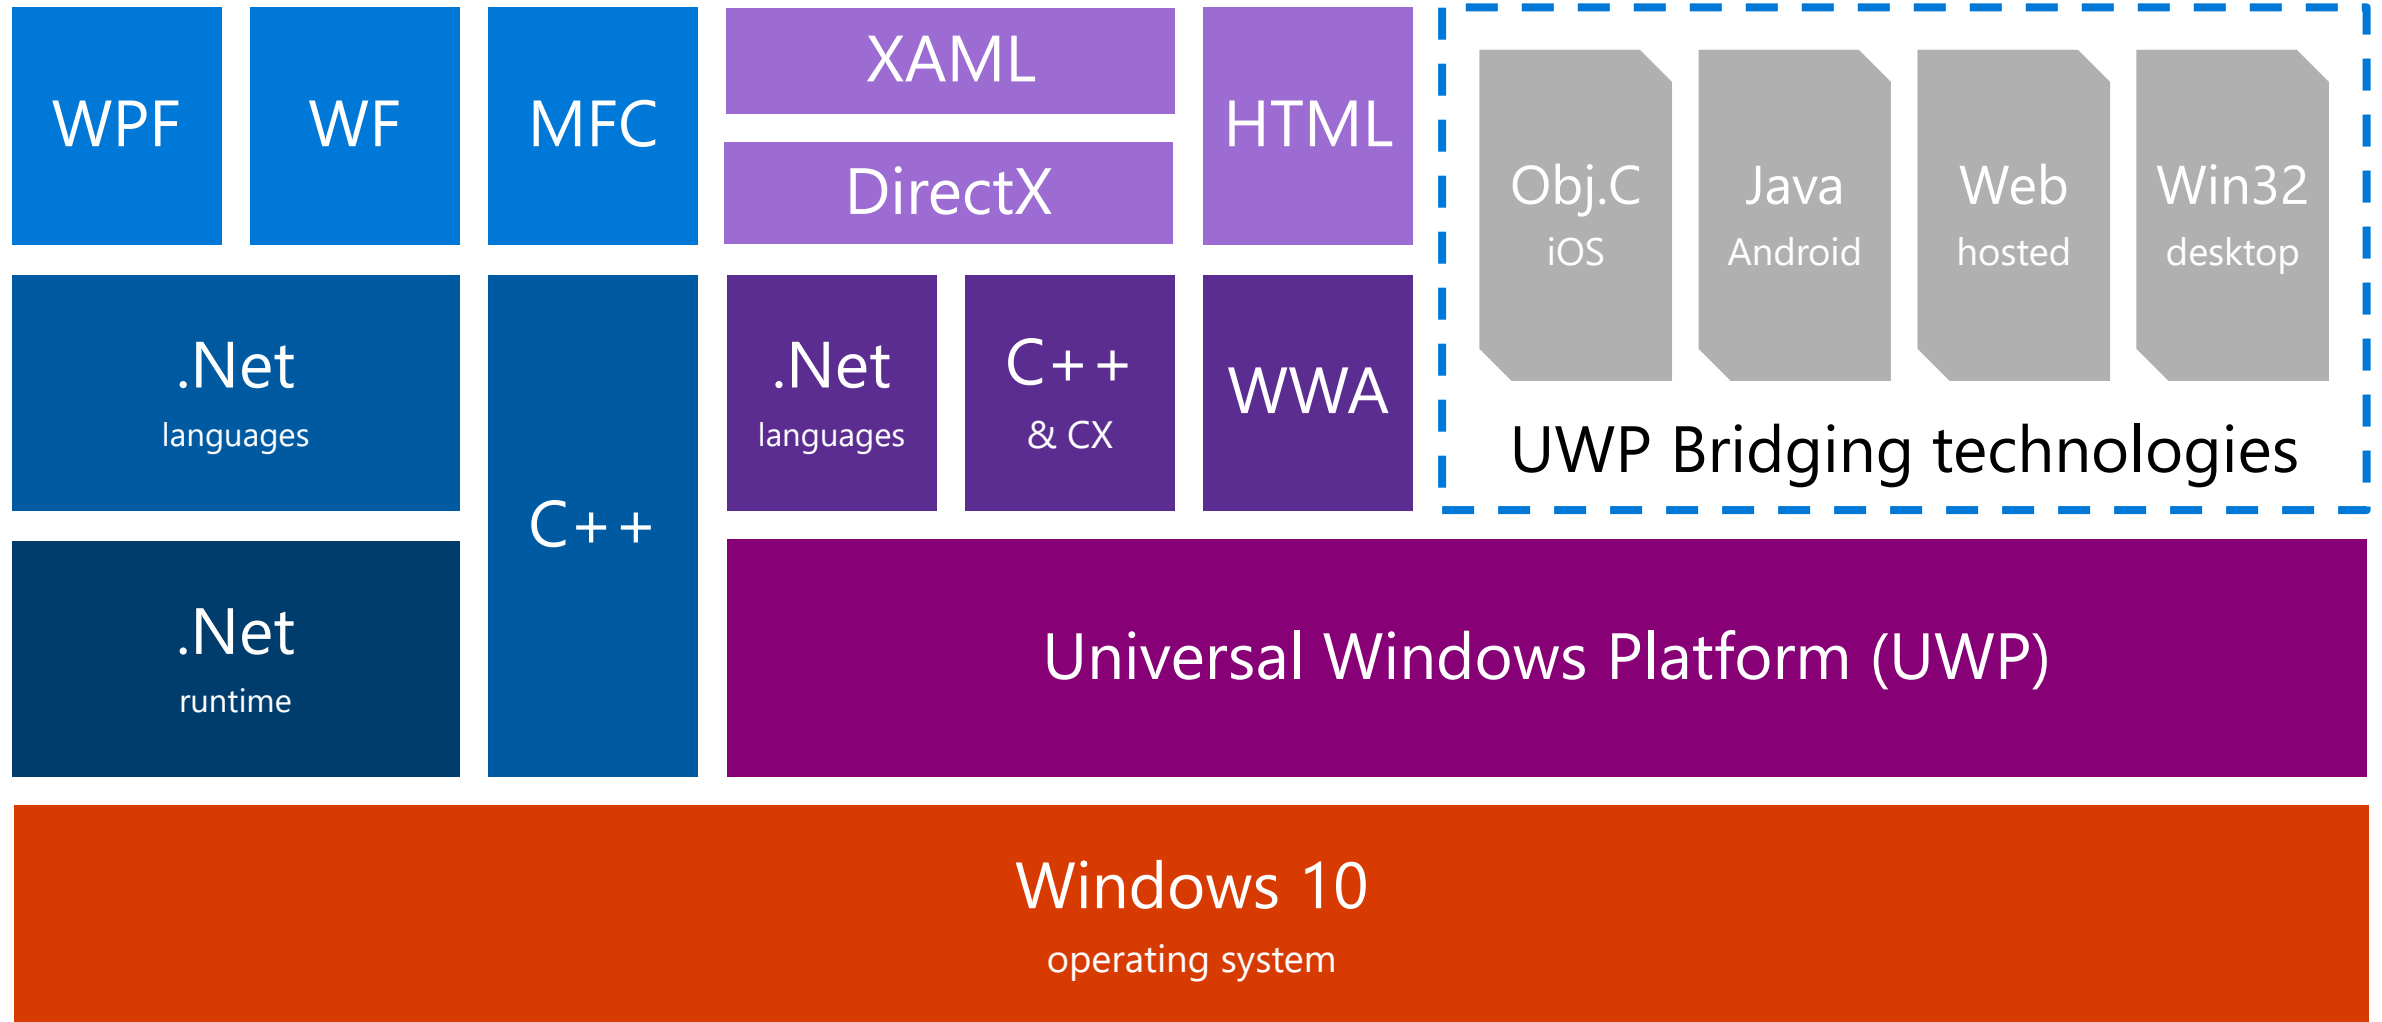 WPF
WF
MFC
XAML
DirectX
HTML
Obj.C
iOS
Java
Android
Web
hosted
Win32
desktop
UWP Bridging technologies
.Net
languages
C++
.Net
languages
C++
& CX
WWA
.Net
runtime
Universal Windows Platform (UWP)
Windows 10
operating system